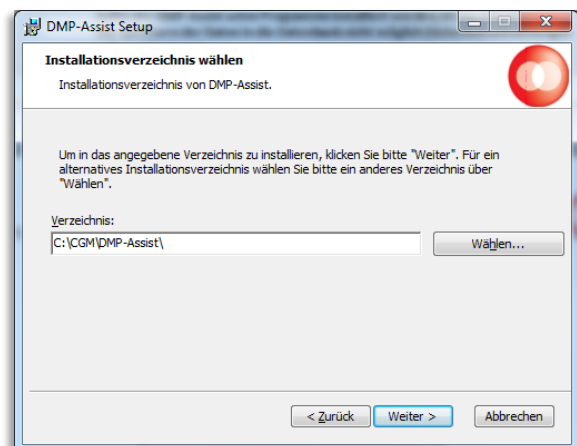 DMP-Assist Setup
Installationsverzeichnis wählen
Installationsverzeichnis von DMP-Assist.
Um in das angegebene Verzeichnis zu installieren, klicken Sie bitte "Weiter". Für ein
alternatives Installationsverzeichnis wählen Sie bitte ein anderes Verzeichnis über
"Wählen".
Verzeichnis:
C:\CGM\DMP-Assist\
Wählen...
< Zurück
Weiter >
Abbrechen